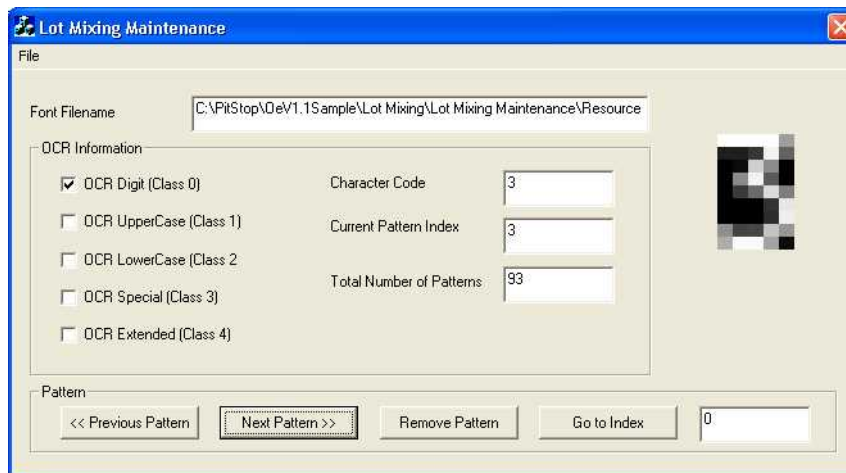 Lot Mixing Maintenance
File
Font Filename
C:\PitStop\OeV1.1Sample\Lot Mixing\Lot Mixing Maintenance\Resource
OCR Information
OCR Digit (Class 0)
Character Code
3
OCR UpperCase (Class 1)
Current Pattern Index
3
OCR LowerCase (Class 2
Total Number of Patterns
93
OCR Special (Class 3)
OCR Extended (Class 4)
Pattern
<< Previous Pattern
Next Pattern >>
Remove Pattern
Go to Index
0